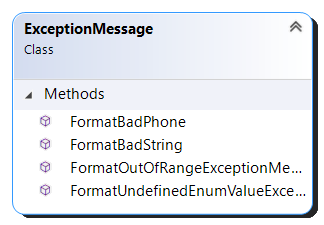 ExceptionMessage
Class
Methods
FormatBadPhone
FormatBadString
FormatOutOfRangeExceptionMe...
FormatUndefinedEnumValueExce...